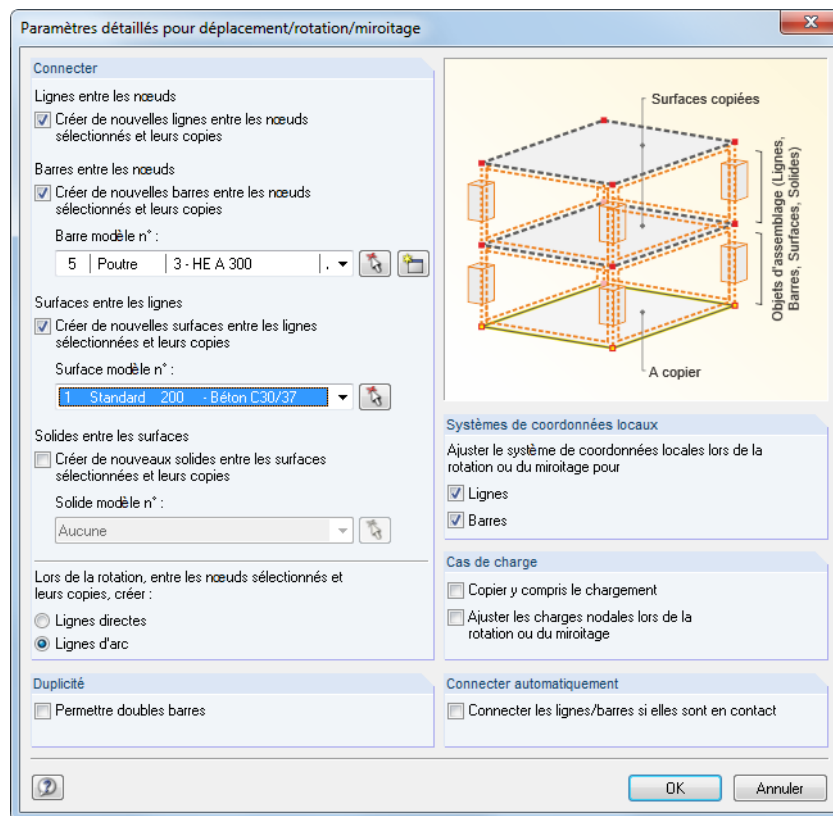 Paramètres détaillés pour déplacement/rotation/miroitage
Connecter
Lignes entre les nœuds
Créer de nouvelles lignes entre les nœuds
sélectionnés et leurs copies
Barres entre les nœuds
Créer de nouvelles barres entre les nœuds
sélectionnés et leurs copies
Barre modèle n° :
5 | Poutre | 3 - HE A 300 | .
Surfaces entre les lignes
Créer de nouvelles surfaces entre les lignes
sélectionnées et leurs copies
Surface modèle n° :
1 Standard 200 - Béton C30/37
Solides entre les surfaces
Créer de nouveaux solides entre les surfaces
sélectionnées et leurs copies
Solide modèle n° :
Aucune
Lors de la rotation, entre les nœuds sélectionnés et
leurs copies, créer :
Lignes directes
Lignes d'arc
Duplicité
Permettre doubles barres
Surfaces copiées
Objets d'assemblage (Lignes,
Barres, Surfaces, Solides)
A copier
Systèmes de coordonnées locaux
Ajuster le système de coordonnées locales lors de la
rotation ou du miroitage pour
Lignes
Barres
Cas de charge
Copier y compris le chargement
Ajuster les charges nodales lors de la
rotation ou du miroitage
Connecter automatiquement
Connecter les lignes/barres si elles sont en contact
OK
Annuler